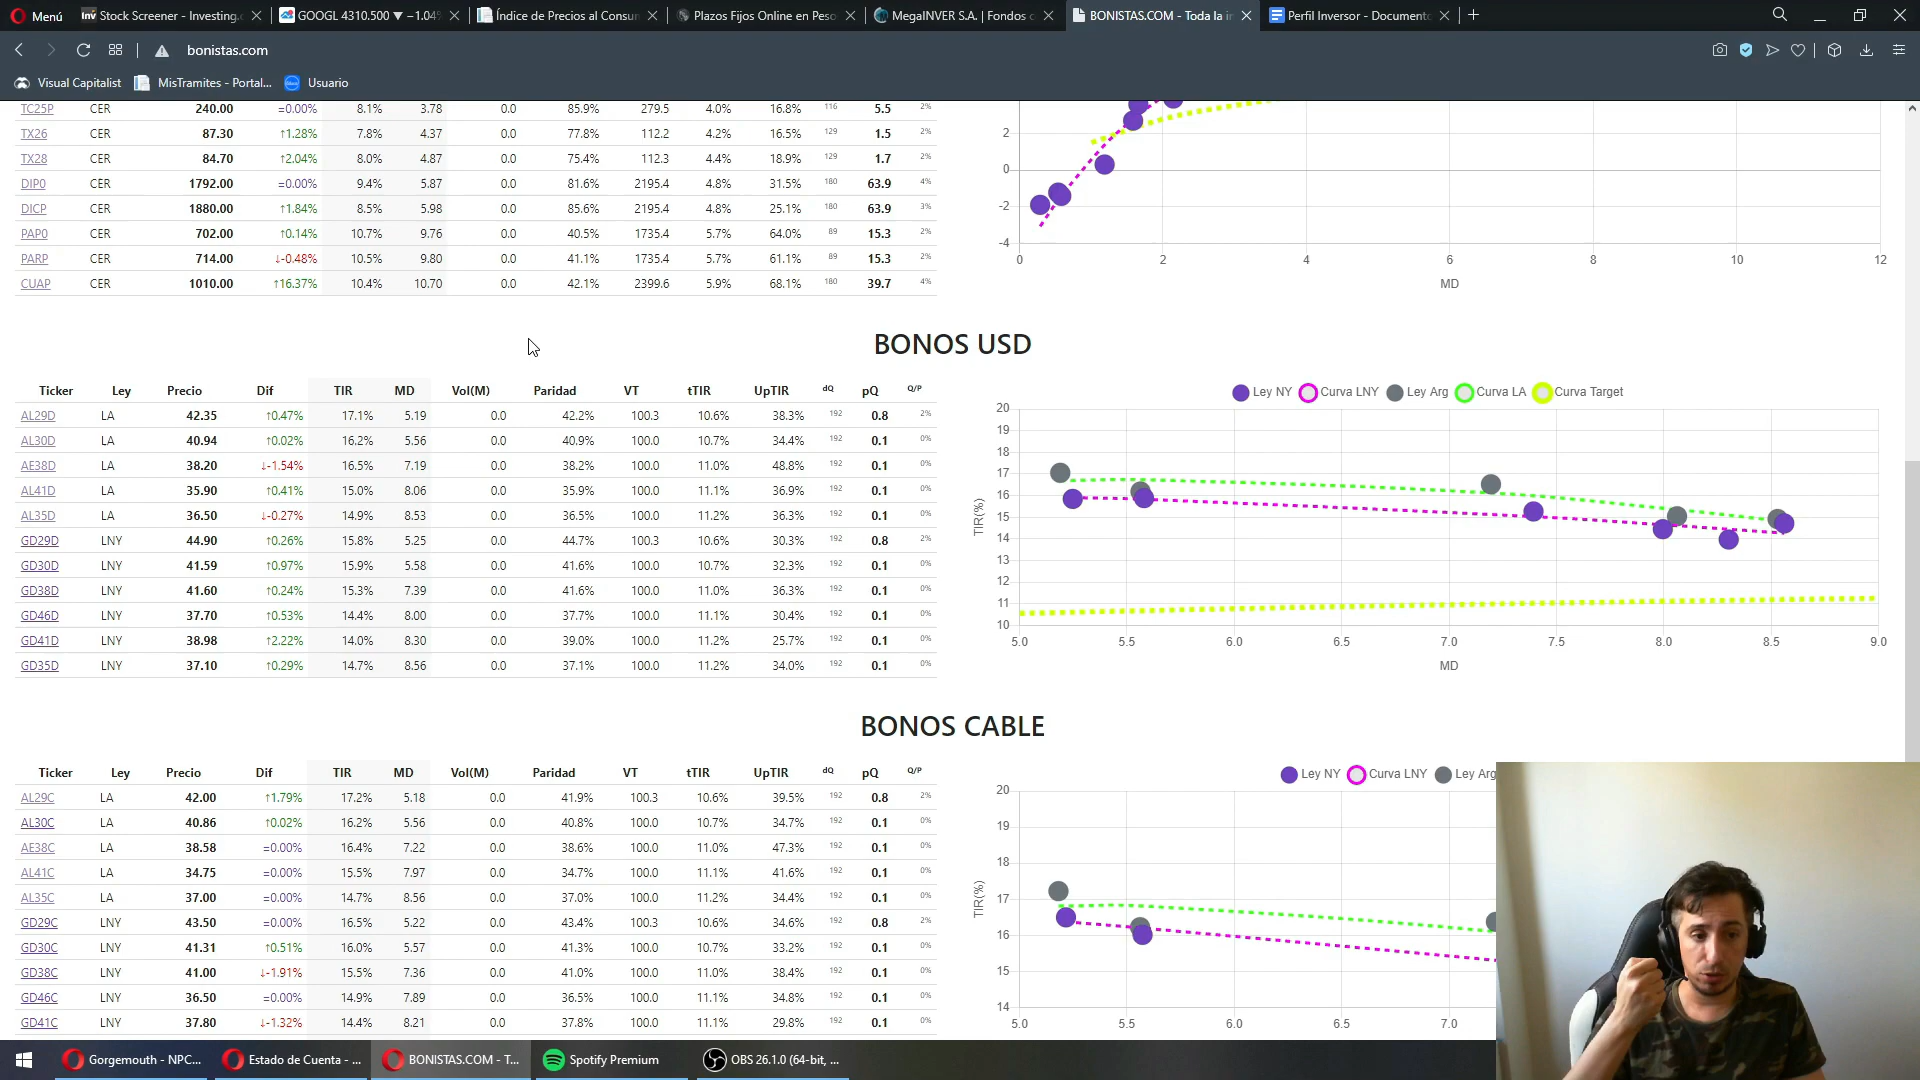 Menú
Stock Screener - Investing.
GOOGL 4310.500 ▼ −1.04%
Índice de Precios al Consum
Plazos Fijos Online en Peso
MegaINVER S.A. | Fondos c
BONISTAS.COM - Toda la in
Perfil Inversor - Documento
bonistas.com
Visual Capitalist
MisTramites - Portal...
Usuario
TC25P CER 240.00 =0.00% 8.1% 3.78 0.0 85.9% 279.5 4.0% 16.8% 116 5.5 2%
TX26 CER 87.30 ↑1.28% 7.8% 4.37 0.0 77.8% 112.2 4.2% 16.5% 129 1.5 2%
TX28 CER 84.70 ↑2.04% 8.0% 4.87 0.0 75.4% 112.3 4.4% 18.9% 129 1.7 2%
DIP0 CER 1792.00 =0.00% 9.4% 5.87 0.0 81.6% 2195.4 4.8% 31.5% 180 63.9 4%
DICP CER 1880.00 ↑1.84% 8.5% 5.98 0.0 85.6% 2195.4 4.8% 25.1% 180 63.9 3%
PAP0 CER 702.00 ↑0.14% 10.7% 9.76 0.0 40.5% 1735.4 5.7% 64.0% 89 15.3 2%
PARP CER 714.00 ↓-0.48% 10.5% 9.80 0.0 41.1% 1735.4 5.7% 61.1% 89 15.3 2%
CUAP CER 1010.00 ↑16.37% 10.4% 10.70 0.0 42.1% 2399.6 5.9% 68.1% 180 39.7 4%
2
0
-2
-4
0 2 4 6 8 10 12
MD
BONOS USD
Ticker Ley Precio Dif TIR MD Vol(M) Paridad VT tTIR UpTIR dQ pQ Q/P
AL29D LA 42.35 ↑0.47% 17.1% 5.19 0.0 42.2% 100.3 10.6% 38.3% 192 0.8 2%
AL30D LA 40.94 ↑0.02% 16.2% 5.56 0.0 40.9% 100.0 10.7% 34.4% 192 0.1 0%
AE38D LA 38.20 ↓-1.54% 16.5% 7.19 0.0 38.2% 100.0 11.0% 48.8% 192 0.1 0%
AL41D LA 35.90 ↑0.41% 15.0% 8.06 0.0 35.9% 100.0 11.1% 36.9% 192 0.1 0%
AL35D LA 36.50 ↓-0.27% 14.9% 8.53 0.0 36.5% 100.0 11.2% 36.3% 192 0.1 0%
GD29D LNY 44.90 ↑0.26% 15.8% 5.25 0.0 44.7% 100.3 10.6% 30.3% 192 0.8 2%
GD30D LNY 41.59 ↑0.97% 15.9% 5.58 0.0 41.6% 100.0 10.7% 32.3% 192 0.1 0%
GD38D LNY 41.60 ↑0.24% 15.3% 7.39 0.0 41.6% 100.0 11.0% 36.3% 192 0.1 0%
GD46D LNY 37.70 ↑0.53% 14.4% 8.00 0.0 37.7% 100.0 11.1% 30.4% 192 0.1 0%
GD41D LNY 38.98 ↑2.22% 14.0% 8.30 0.0 39.0% 100.0 11.2% 25.7% 192 0.1 0%
GD35D LNY 37.10 ↑0.29% 14.7% 8.56 0.0 37.1% 100.0 11.2% 34.0% 192 0.1 0%
Ley NY Curva LNY Ley Arg Curva LA Curva Target
20
19
18
17
16
15
14
13
12
11
10
TIR(%)
5.0 5.5 6.0 6.5 7.0 7.5 8.0 8.5 9.0
MD
BONOS CABLE
Ticker Ley Precio Dif TIR MD Vol(M) Paridad VT tTIR UpTIR dQ pQ Q/P
AL29C LA 42.00 ↑1.79% 17.2% 5.18 0.0 41.9% 100.3 10.6% 39.5% 192 0.8 2%
AL30C LA 40.86 ↑0.02% 16.2% 5.56 0.0 40.8% 100.0 10.7% 34.7% 192 0.1 0%
AE38C LA 38.58 =0.00% 16.4% 7.22 0.0 38.6% 100.0 11.0% 47.3% 192 0.1 0%
AL41C LA 34.75 =0.00% 15.5% 7.97 0.0 34.7% 100.0 11.1% 41.6% 192 0.1 0%
AL35C LA 37.00 =0.00% 14.7% 8.56 0.0 37.0% 100.0 11.2% 34.4% 192 0.1 0%
GD29C LNY 43.50 =0.00% 16.5% 5.22 0.0 43.4% 100.3 10.6% 34.6% 192 0.8 2%
GD30C LNY 41.31 ↑0.51% 16.0% 5.57 0.0 41.3% 100.0 10.7% 33.2% 192 0.1 0%
GD38C LNY 41.00 ↓-1.91% 15.5% 7.36 0.0 41.0% 100.0 11.0% 38.4% 192 0.1 0%
GD46C LNY 36.50 =0.00% 14.9% 7.89 0.0 36.5% 100.0 11.1% 34.8% 192 0.1 0%
GD41C LNY 37.80 ↓-1.32% 14.4% 8.21 0.0 37.8% 100.0 11.1% 29.8% 192 0.1 0%
Ley NY Curva LNY Ley Arg
20
19
18
17
16
15
14
TIR(%)
5.0 5.5 6.0 6.5 7.0
Gorgemouth - NPC...
Estado de Cuenta - ...
BONISTAS.COM - T...
Spotify Premium
OBS 26.1.0 (64-bit, ...